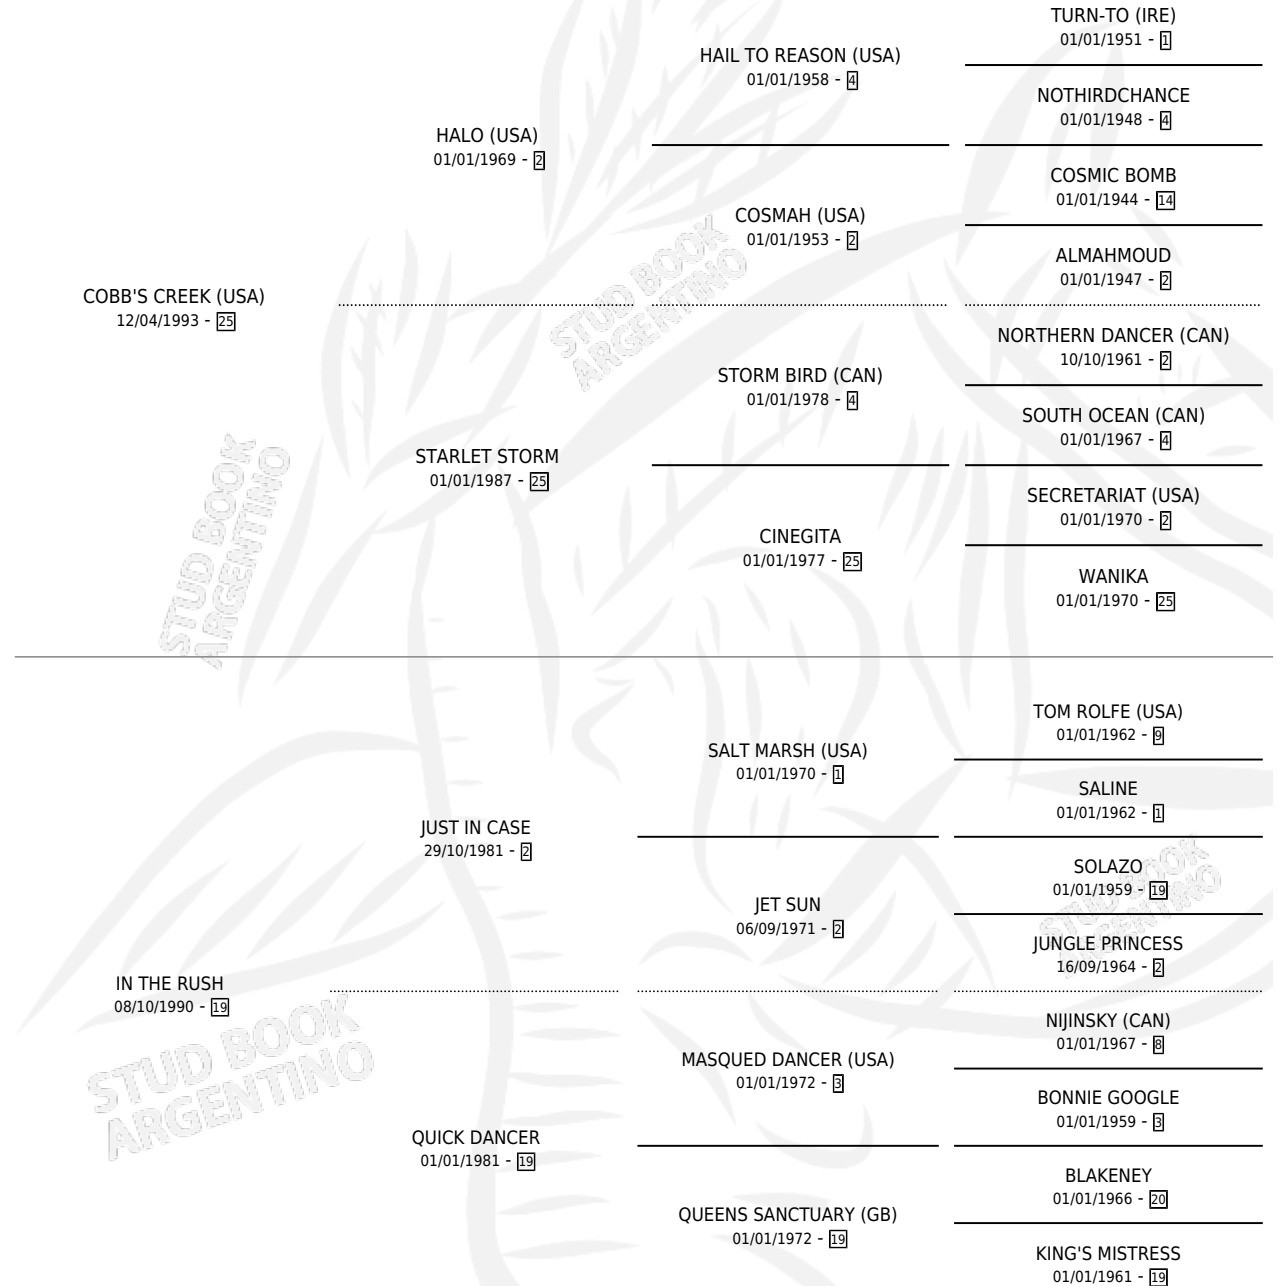 TURN-TO (IRE)
01/01/1951 - 1
HAIL TO REASON (USA)
01/01/1958 - 4
NOTHIRDCHANCE
01/01/1948 - 4
HALO (USA)
01/01/1969 - 2
COSMIC BOMB
01/01/1944 - 14
COSMAH (USA)
01/01/1953 - 2
ALMAHMOUD
01/01/1947 - 2
COBB'S CREEK (USA)
12/04/1993 - 25
NORTHERN DANCER (CAN)
10/10/1961 - 2
STORM BIRD (CAN)
01/01/1978 - 4
SOUTH OCEAN (CAN)
01/01/1967 - 4
STARLET STORM
01/01/1987 - 25
SECRETARIAT (USA)
01/01/1970 - 2
CINEGITA
01/01/1977 - 25
WANIKA
01/01/1970 - 25
TOM ROLFE (USA)
01/01/1962 - 9
SALT MARSH (USA)
01/01/1970 - 1
SALINE
01/01/1962 - 1
JUST IN CASE
29/10/1981 - 2
SOLAZO
01/01/1959 - 19
JET SUN
06/09/1971 - 2
JUNGLE PRINCESS
16/09/1964 - 2
IN THE RUSH
08/10/1990 - 19
NIJINSKY (CAN)
01/01/1967 - 8
MASQUED DANCER (USA)
01/01/1972 - 3
BONNIE GOOGLE
01/01/1959 - 3
QUICK DANCER
01/01/1981 - 19
BLAKENEY
01/01/1966 - 20
QUEENS SANCTUARY (GB)
01/01/1972 - 19
KING'S MISTRESS
01/01/1961 - 19
STUD BOOK
ARGENTINO
STUD BOOK
ARGENTINO
STUD BOOK
ARGENTINO
STUD BOOK
ARGENTINO